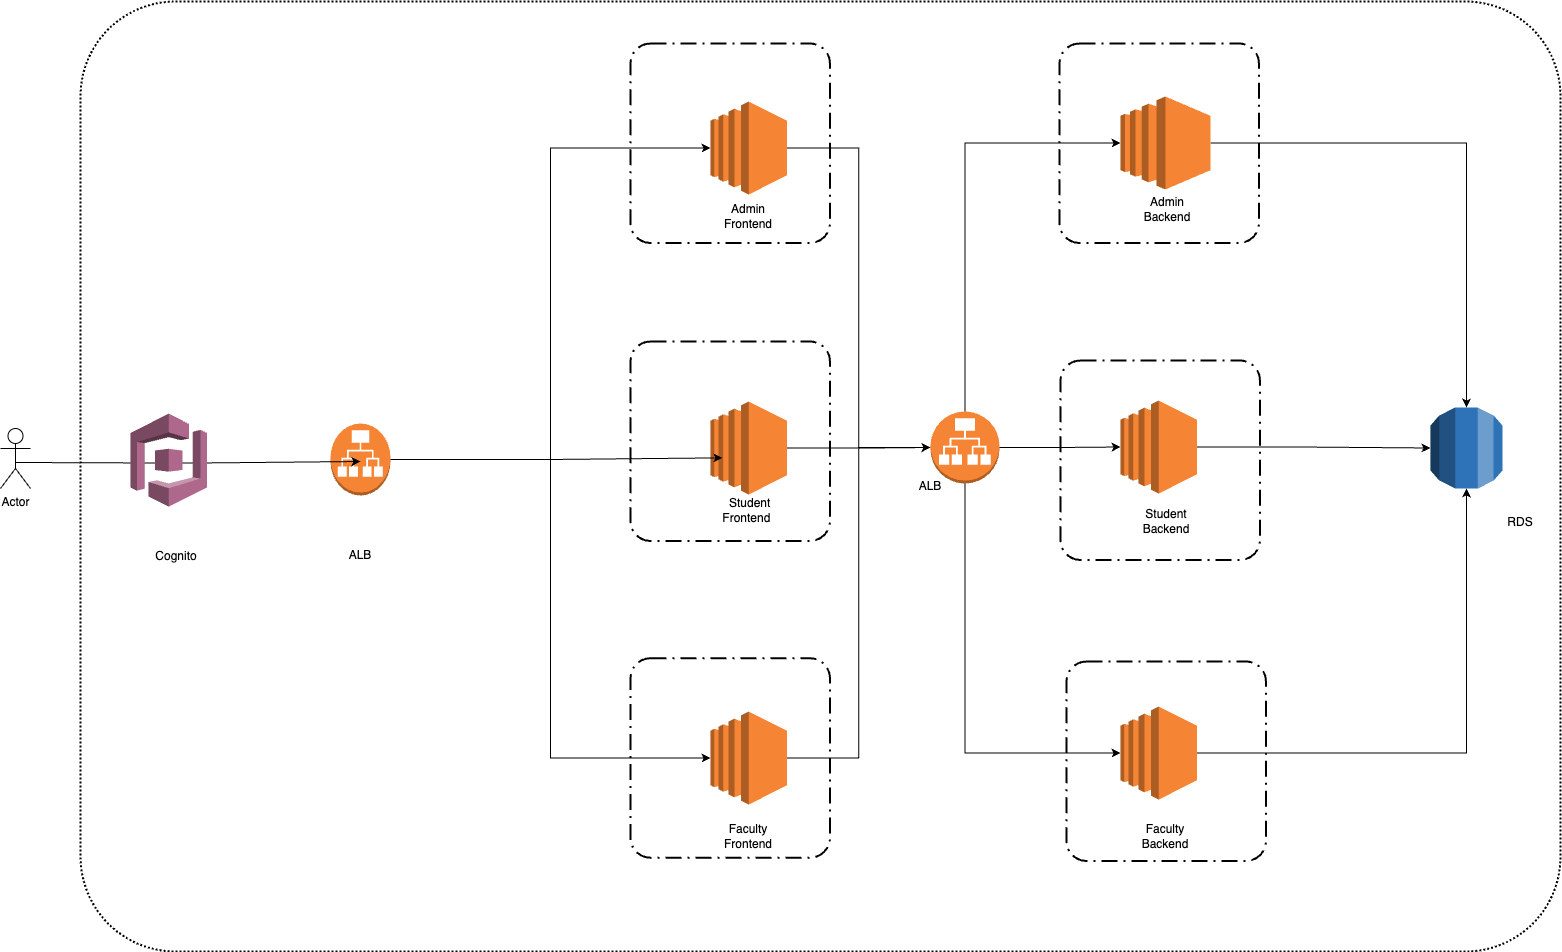 Actor
Cognito
ALB
Admin
Frontend
Student
Frontend
Faculty
Frontend
ALB
Admin
Backend
Student
Backend
Faculty
Backend
RDS